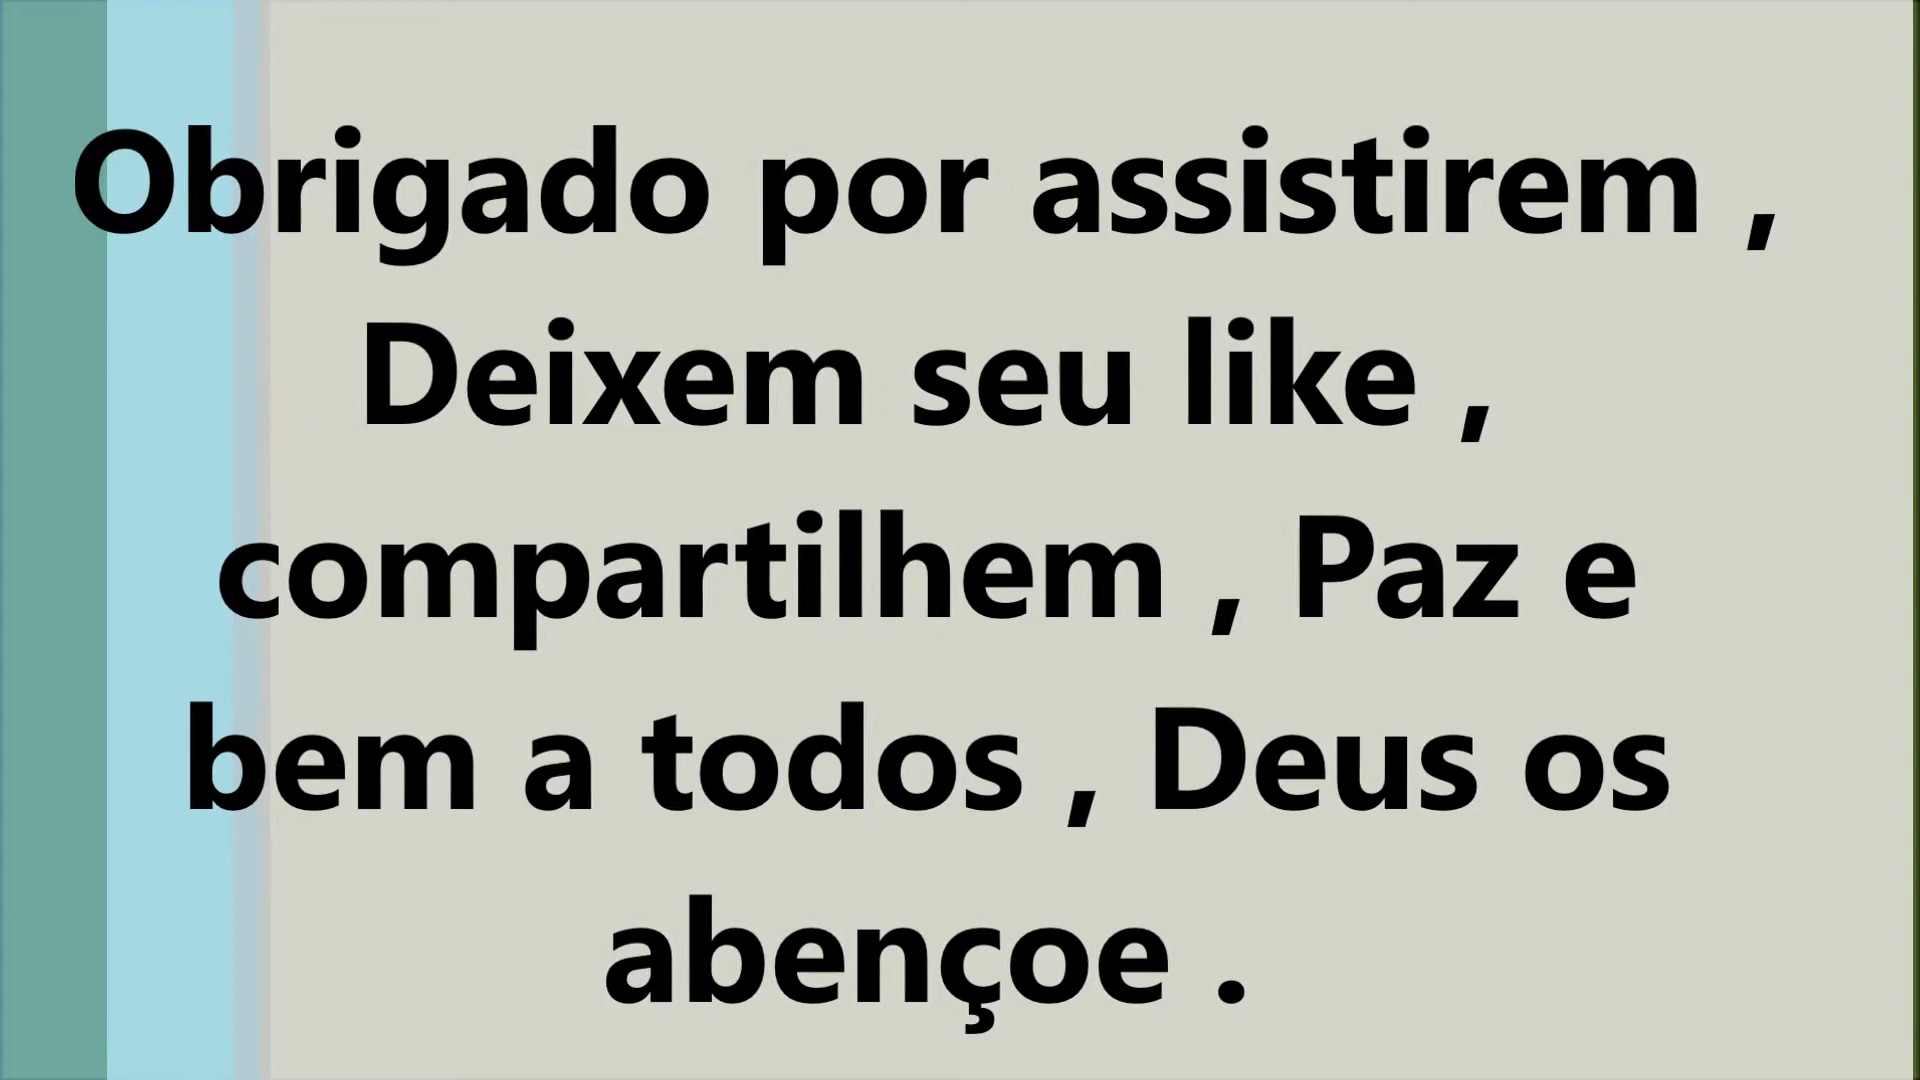 Obrigado por assistirem ,
Deixem seu like ,
compartilhem , Paz e
bem a todos , Deus os
abençoe .